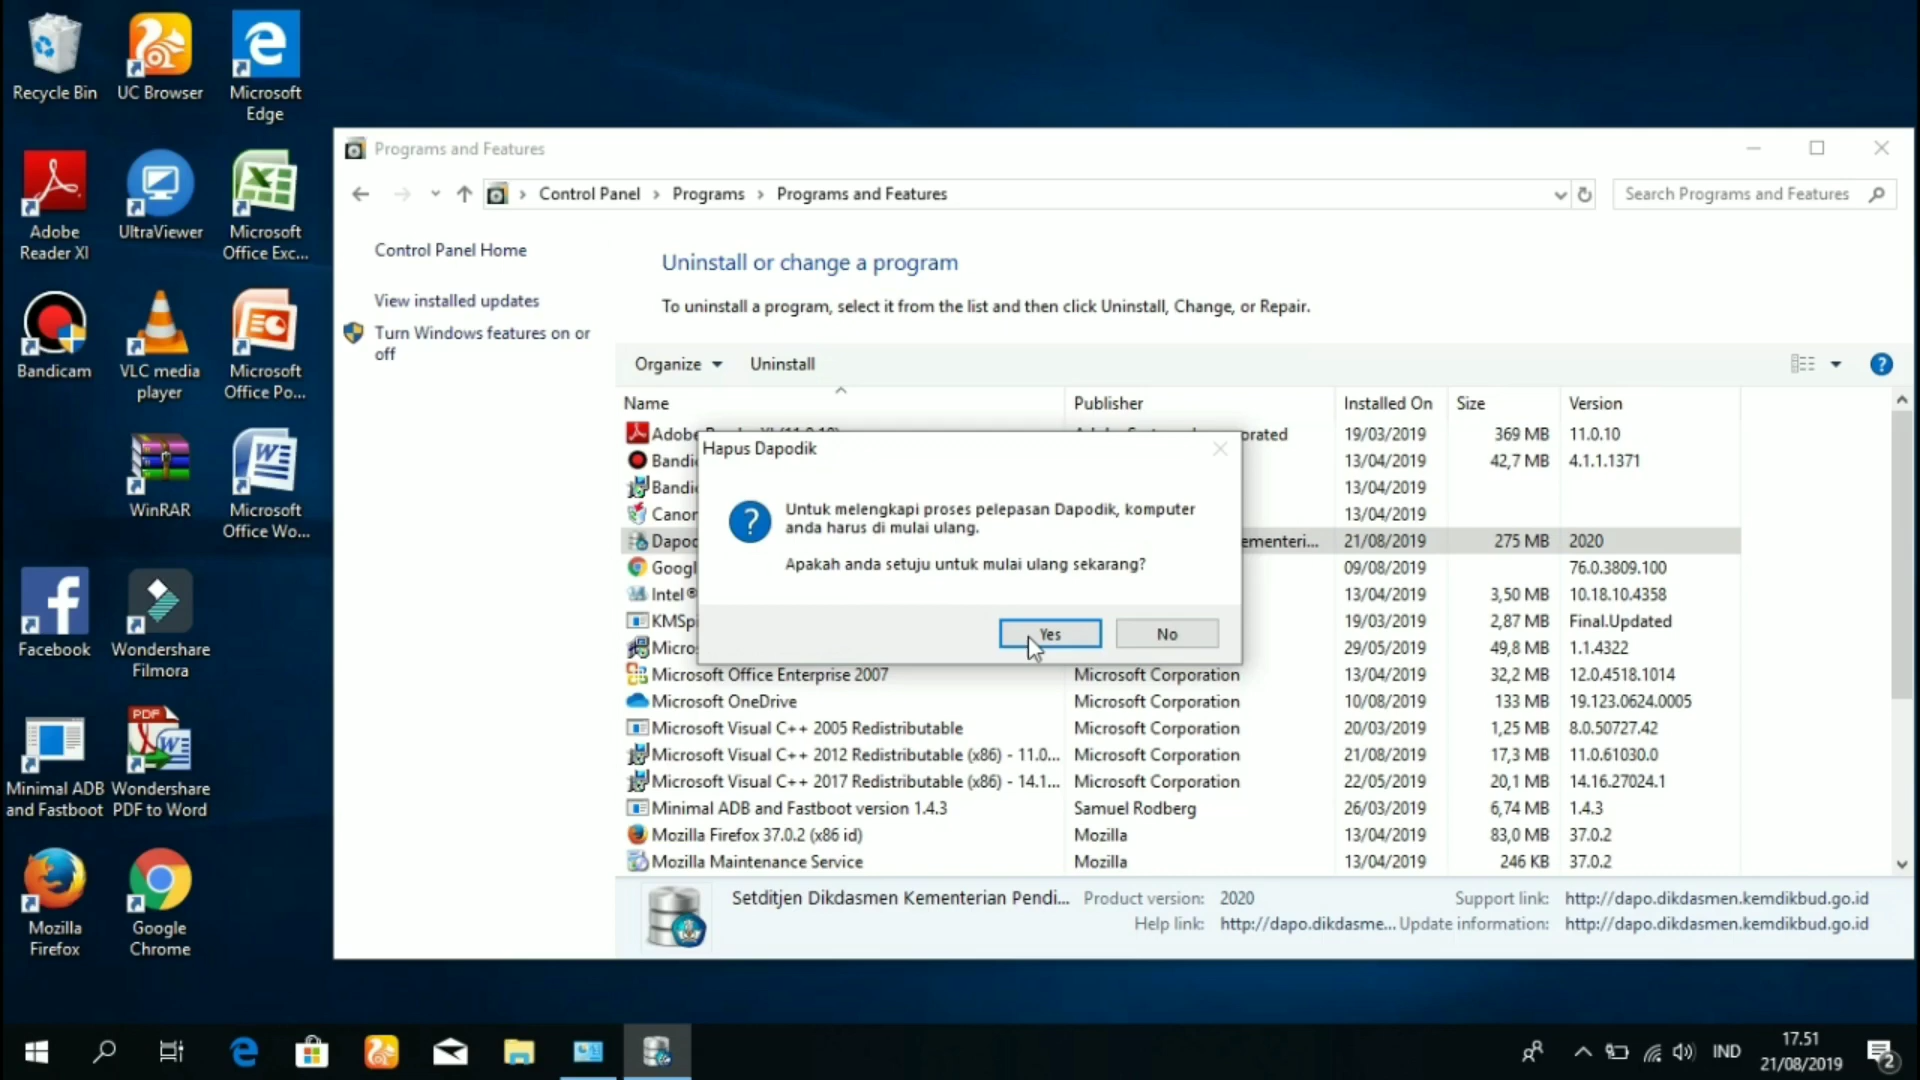 Recycle Bin
UC Browser
Microsoft
Edge
Adobe
Reader XI
UltraViewer
Microsoft
Office Exc...
Bandicam
VLC media
player
Microsoft
Office Po...
WinRAR
Microsoft
Office Wo...
Facebook
Wondershare
Filmora
Minimal ADB
and Fastboot
PDF
Wondershare
PDF to Word
Mozilla
Firefox
Google
Chrome
Programs and Features
Control Panel > Programs > Programs and Features
Search Programs and Features
Control Panel Home
View installed updates
Turn Windows features on or
off
Uninstall or change a program
To uninstall a program, select it from the list and then click Uninstall, Change, or Repair.
Organize Uninstall
Name Publisher Installed On Size Version
19/03/2019 369 MB 11.0.10
13/04/2019 42,7 MB 4.1.1.1371
13/04/2019
13/04/2019
ementeri... 21/08/2019 275 MB 2020
09/08/2019 76.0.3809.100
Intel® 13/04/2019 3,50 MB 10.18.10.4358
19/03/2019 2,87 MB Final.Updated
29/05/2019 49,8 MB 1.1.4322
Microsoft Office Enterprise 2007 Microsoft Corporation 13/04/2019 32,2 MB 12.0.4518.1014
Microsoft OneDrive Microsoft Corporation 10/08/2019 133 MB 19.123.0624.0005
Microsoft Visual C++ 2005 Redistributable Microsoft Corporation 20/03/2019 1,25 MB 8.0.50727.42
Microsoft Visual C++ 2012 Redistributable (x86) - 11.0... Microsoft Corporation 21/08/2019 17,3 MB 11.0.61030.0
Microsoft Visual C++ 2017 Redistributable (x86) - 14.1... Microsoft Corporation 22/05/2019 20,1 MB 14.16.27024.1
Minimal ADB and Fastboot version 1.4.3 Samuel Rodberg 26/03/2019 6,74 MB 1.4.3
Mozilla Firefox 37.0.2 (x86 id) Mozilla 13/04/2019 83,0 MB 37.0.2
Mozilla Maintenance Service Mozilla 13/04/2019 246 KB 37.0.2
Hapus Dapodik
Untuk melengkapi proses pelepasan Dapodik, komputer
anda harus di mulai ulang.
Apakah anda setuju untuk mulai ulang sekarang?
Yes No
Setditjen Dikdasmen Kementerian Pendi... Product version: 2020 Support link: http://dapo.dikdasmen.kemdikbud.go.id
Help link: http://dapo.dikdasme... Update information: http://dapo.dikdasmen.kemdikbud.go.id
IND
17.51
21/08/2019
2